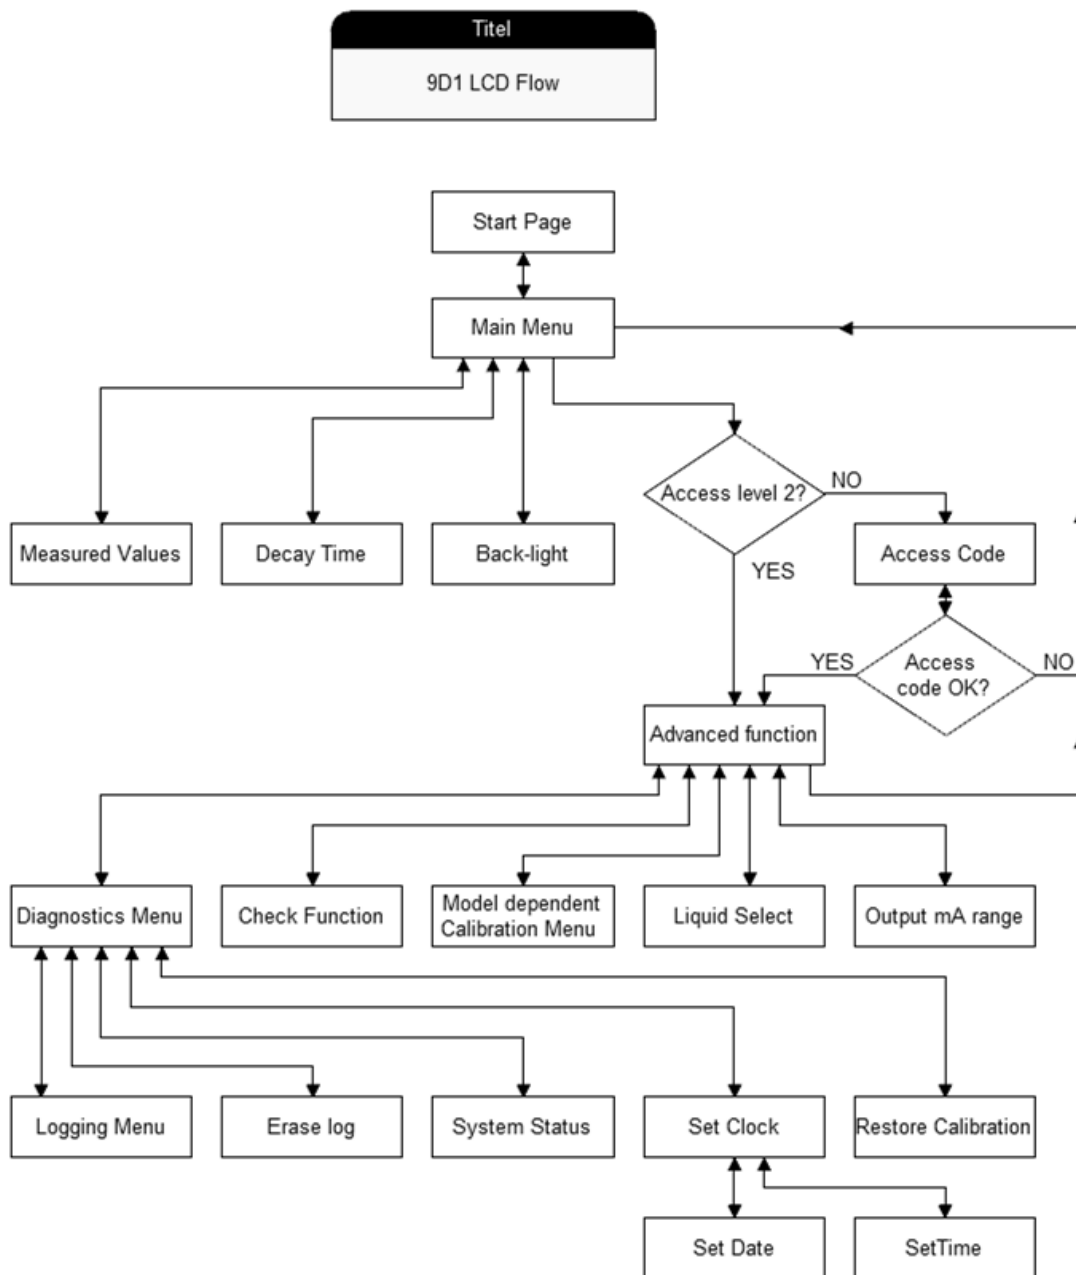 Titel
9D1 LCD Flow
Start Page
Main Menu
Access level 2?
NO
Measured Values
Decay Time
Back-light
Access Code
YES
YES
Access
code OK?
NO
Advanced function
Diagnostics Menu
Check Function
Model dependent
Calibration Menu
Liquid Select
Output mA range
Logging Menu
Erase log
System Status
Set Clock
Restore Calibration
Set Date
SetTime